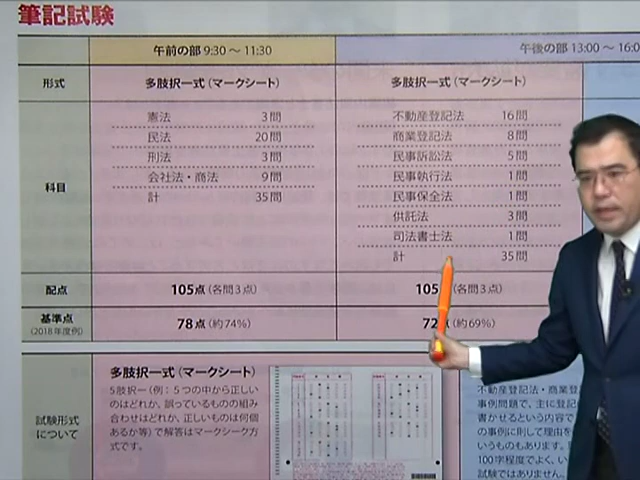 筆記試験
午前の部 9:30 〜 11:30
午後の部 13:00 〜 16:0
形式
多肢択一式（マークシート）
多肢択一式（マークシート）
科目
憲法 3問
民法 20問
刑法 3問
会社法・商法 9問
計 35問
不動産登記法 16問
商業登記法 8問
民事訴訟法 5問
民事執行法 1問
民事保全法 1問
供託法 3問
司法書士法 1問
計 35問
配点
105点（各問3点）
105（各問3点）
基準点
（2018年度例）
78点（約74%）
72（約69%）
試験形式
について
多肢択一式（マークシート）
5肢択一（例：５つの中から正しい
のはどれか、誤っているものの組み
合わせはどれか、正しいものは何個
あるか等）で解答はマークシーク方
式です。
不動産登記法・商業登
事例問題で、主に登記
書かせるという内容で
の事例に則して理由を
いうものもあります。
100字程度でよく、い
試験ではありません。